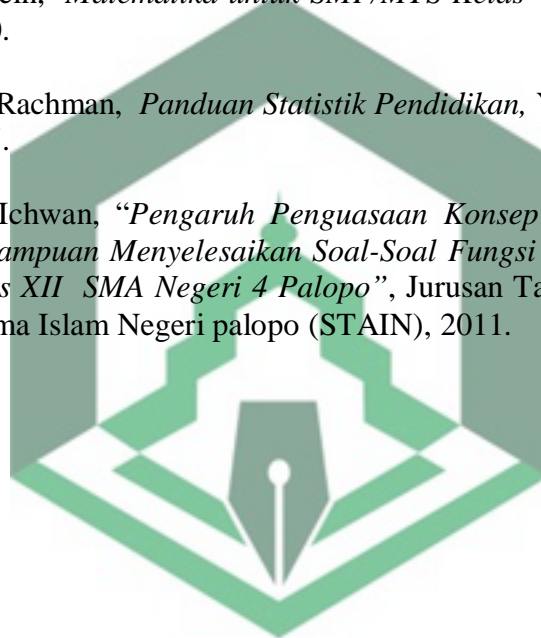 Matematika untuk SMP/MTS Kelas
).
Rachman, Panduan Statistik Pendidikan,
.
Ichwan, “Pengaruh Penguasaan Konsep
ampuan Menyelesaikan Soal-Soal Fungsi
s XII SMA Negeri 4 Palopo”, Jurusan Ta
ma Islam Negeri palopo (STAIN), 2011.